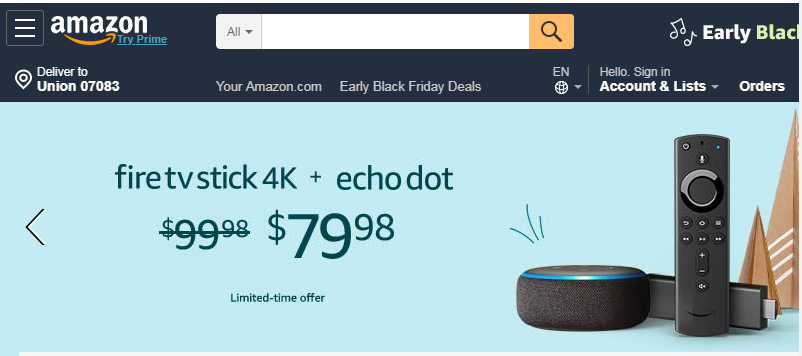 amazon
Try Prime
All
Early Blac
Deliver to
Union 07083
Your Amazon.com
Early Black Friday Deals
EN
Hello. Sign in
Account & Lists
Orders
fire tv stick 4K + echo dot
$99.98 $79.98
Limited-time offer